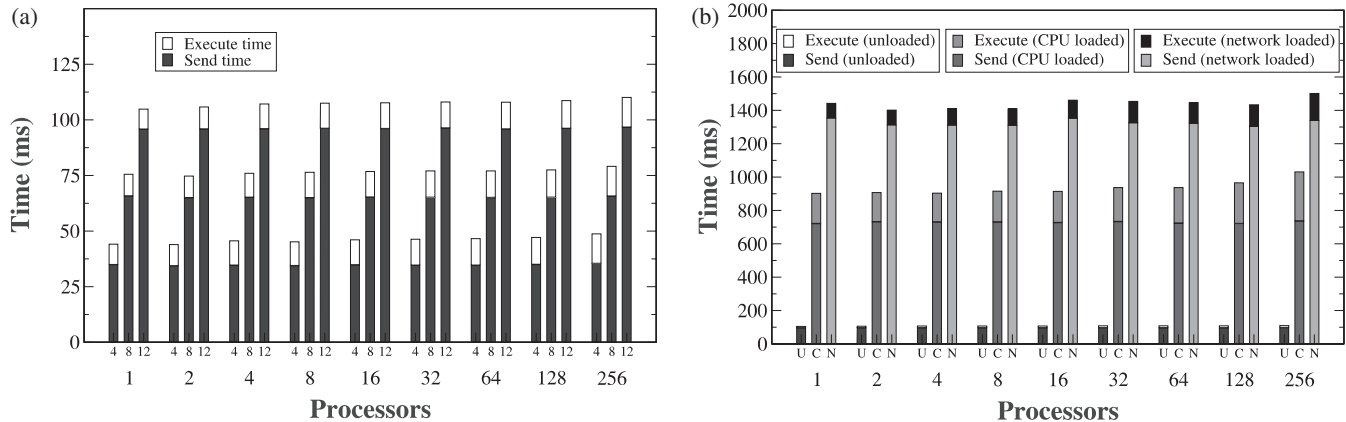 (a)
Execute time
Send time
Time (ms)
125
100
75
50
25
0
4 8 12 4 8 12 4 8 12 4 8 12 4 8 12 4 8 12 4 8 12 4 8 12 4 8 12
1 2 4 8 16 32 64 128 256
Processors
(b)
Execute (unloaded) Execute (CPU loaded) Execute (network loaded)
Send (unloaded) Send (CPU loaded) Send (network loaded)
Time (ms)
2000
1800
1600
1400
1200
1000
800
600
400
200
0
U C N U C N U C N U C N U C N U C N U C N U C N U C N
1 2 4 8 16 32 64 128 256
Processors